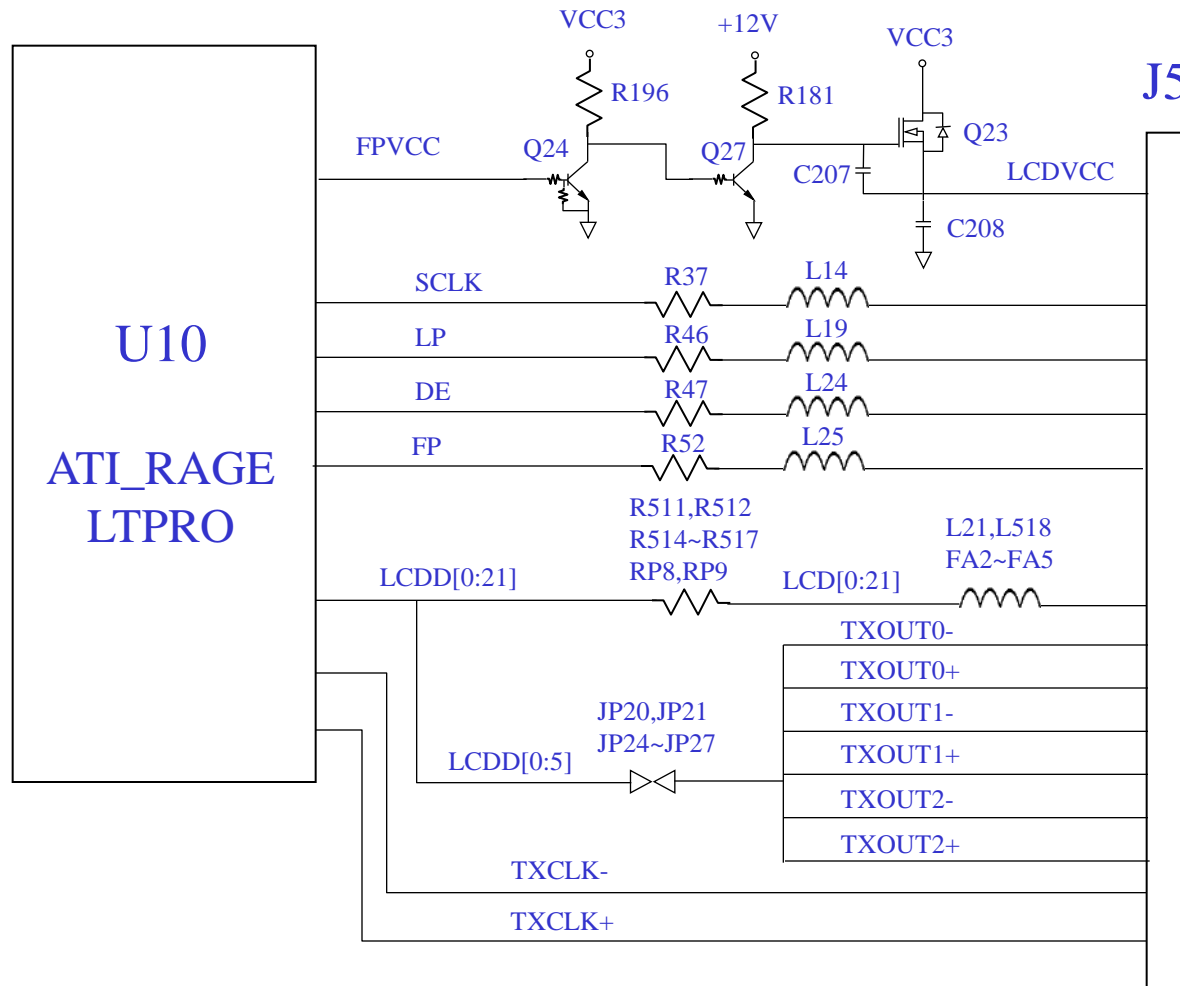 VCC3
+12V
VCC3
J5
R196
R181
Q23
FPVCC
Q24
Q27
C207
LCDVCC
C208
SCLK
R37
L14
U10
LP
R46
L19
DE
R47
L24
FP
R52
L25
ATI_RAGE
LTPRO
R511,R512
R514~R517
RP8,RP9
L21,L518
FA2~FA5
LCDD[0:21]
LCD[0:21]
TXOUT0-
TXOUT0+
JP20,JP21
JP24~JP27
TXOUT1-
TXOUT1+
LCDD[0:5]
TXOUT2-
TXOUT2+
TXCLK-
TXCLK+